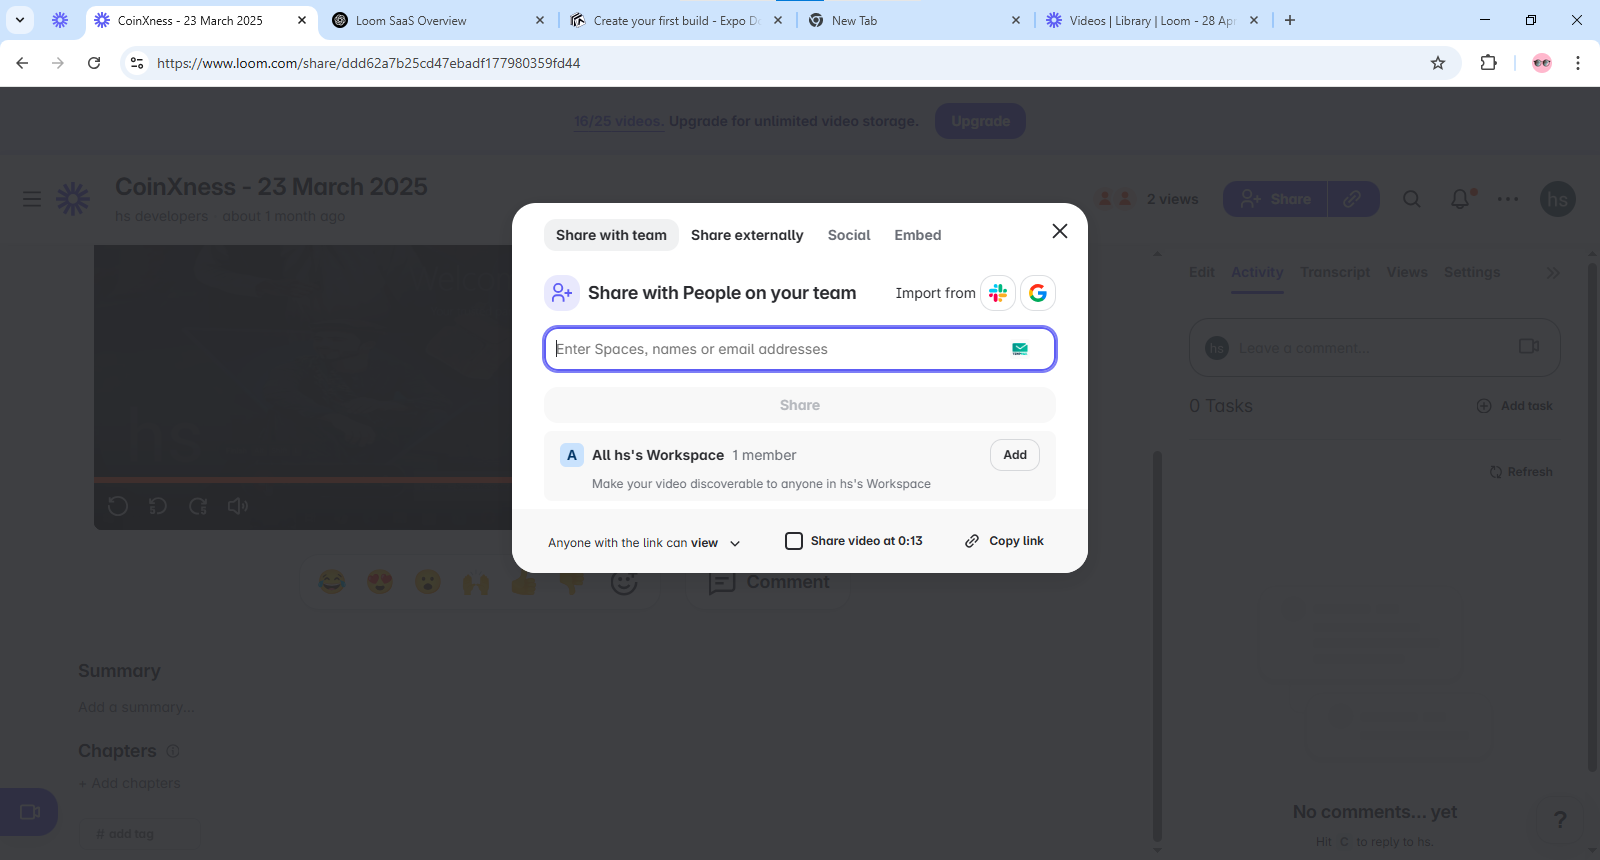 CoinXness - 23 March 2025
Loom SaaS Overview
Create your first build - Expo Do
New Tab
Videos | Library | Loom - 28 Apr
https://www.loom.com/share/ddd62a7b25cd47ebadf177980359fd44
16/25 videos. Upgrade for unlimited video storage.
Upgrade
CoinXness - 23 March 2025
hs developers about 1 month ago
2 views
Share
hs
Share with team
Share externally
Social
Embed
Share with People on your team
Import from
Enter Spaces, names or email addresses
Share
A
All hs's Workspace 1 member
Add
Make your video discoverable to anyone in hs's Workspace
Anyone with the link can view
Share video at 0:13
Copy link
hs
5
5
Comment
Summary
Add a summary...
Chapters
+ Add chapters
# add tag
Edit
Activity
Transcript
Views
Settings
hs
Leave a comment...
0 Tasks
Add task
Refresh
No comments... yet
Hit C to reply to hs.
?